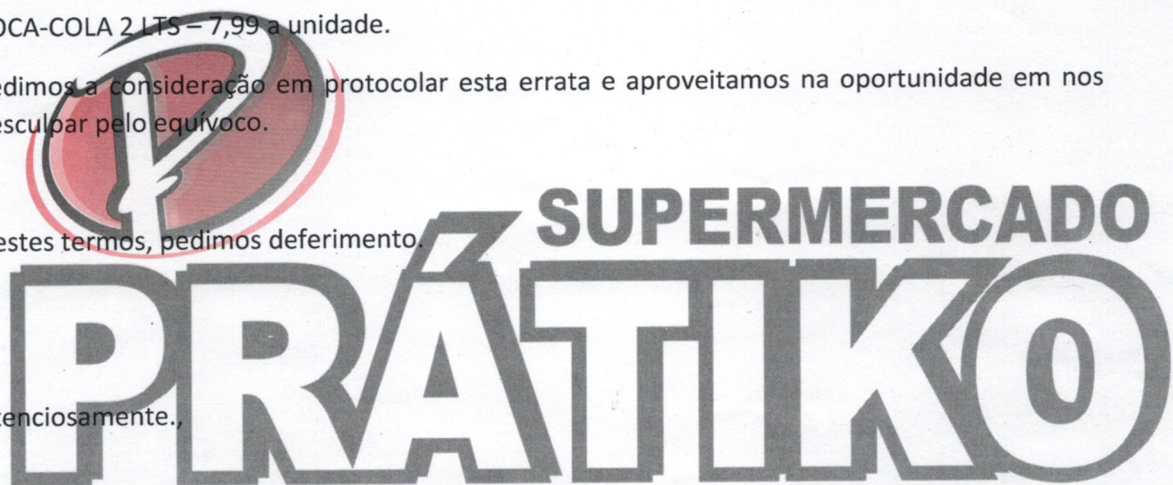 OCA-COLA 2 LTS – 7,99 a unidade.
edimos a consideração em protocolar esta errata e aproveitamos na oportunidade em nos
esculpar pelo equívoco.
estes termos, pedimos deferimento.
SUPERMERCADO
PRÁTIKO
tenciosamente.,